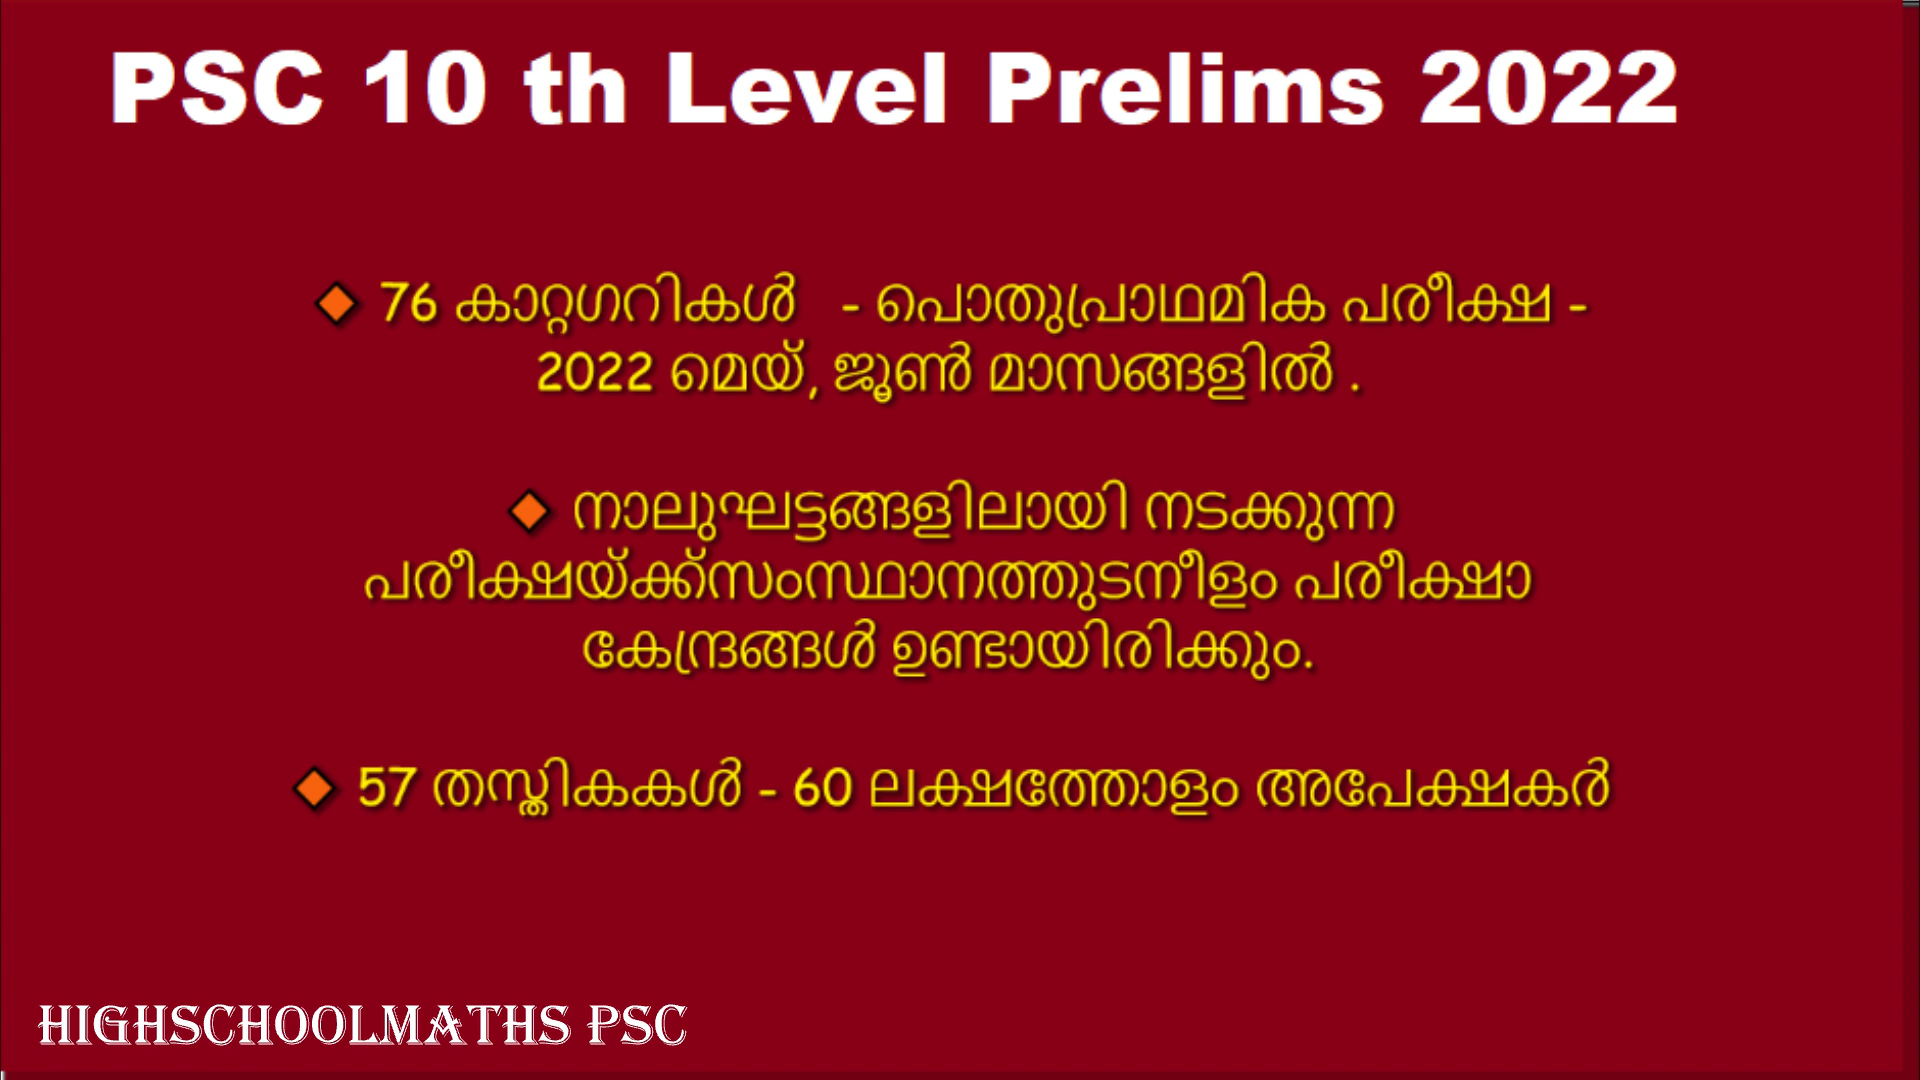 PSC 10 th Level Prelims 2022
🔸 76 കാറ്റഗറികൾ - പൊതുപ്രാഥമിക പരീക്ഷ -
2022 മെയ്, ജൂൺ മാസങ്ങളിൽ .
🔸 നാലുഘട്ടങ്ങളിലായി നടക്കുന്ന
പരീക്ഷയ്ക്ക്സംസ്ഥാനത്തുടനീളം പരീക്ഷാ
കേന്ദ്രങ്ങൾ ഉണ്ടായിരിക്കും.
🔸 57 തസ്തികകൾ - 60 ലക്ഷത്തോളം അപേക്ഷകർ
HIGHSCHOOLMATHS PSC